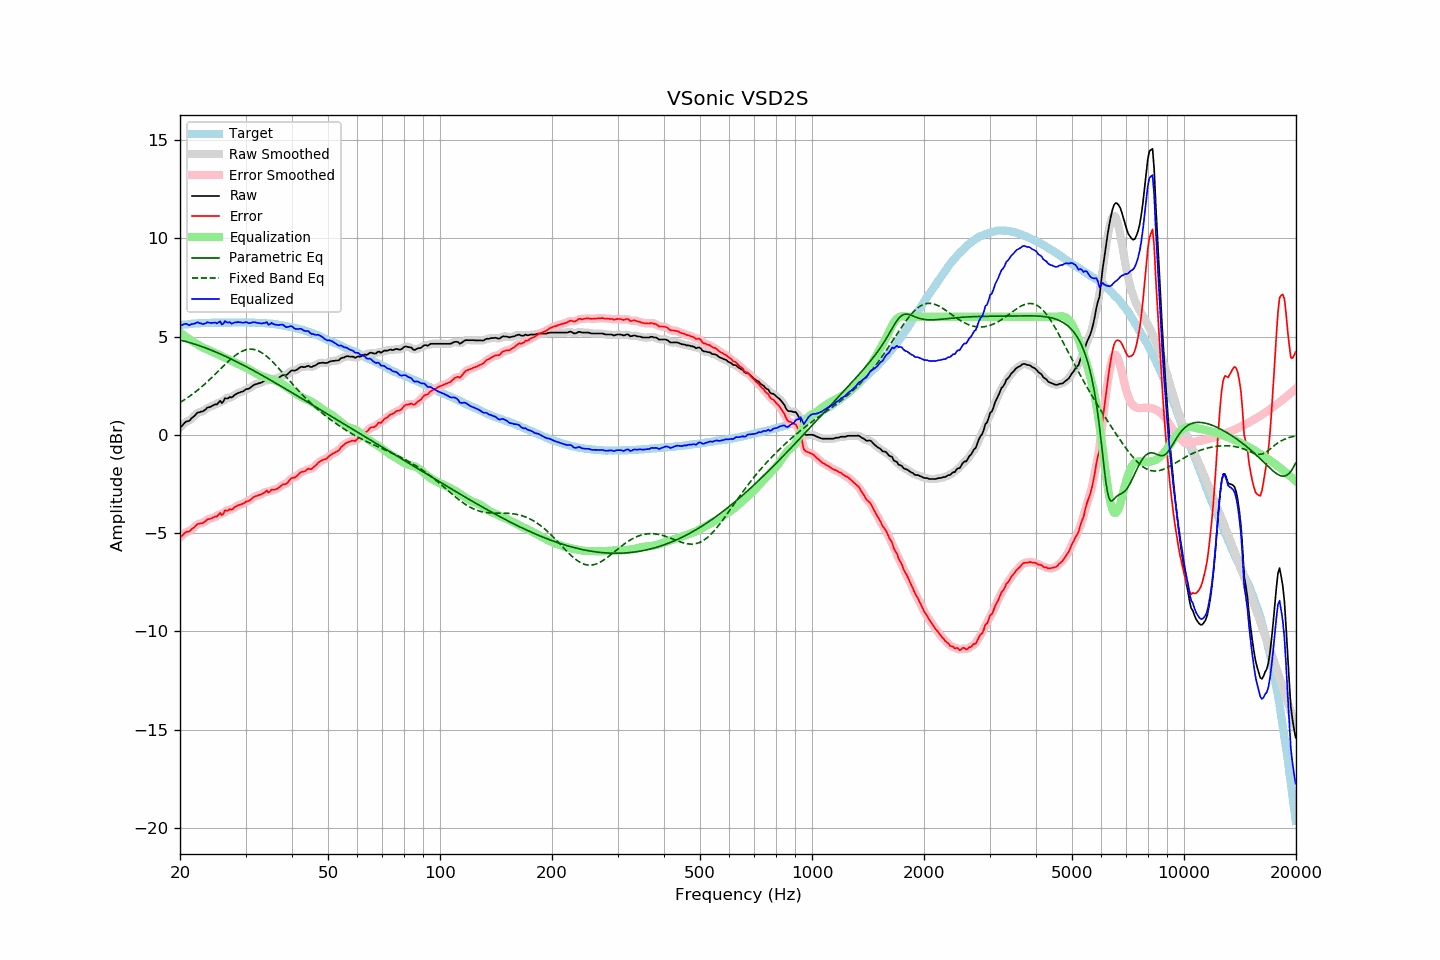 VSonic VSD2S
Target
Raw Smoothed
Error Smoothed
Raw
Error
Equalization
Parametric Eq
Fixed Band Eq
Equalized
Amplitude (dBr)
15
10
5
0
−5
−10
−15
−20
20
50
100
200
500
1000
2000
5000
10000
20000
Frequency (Hz)